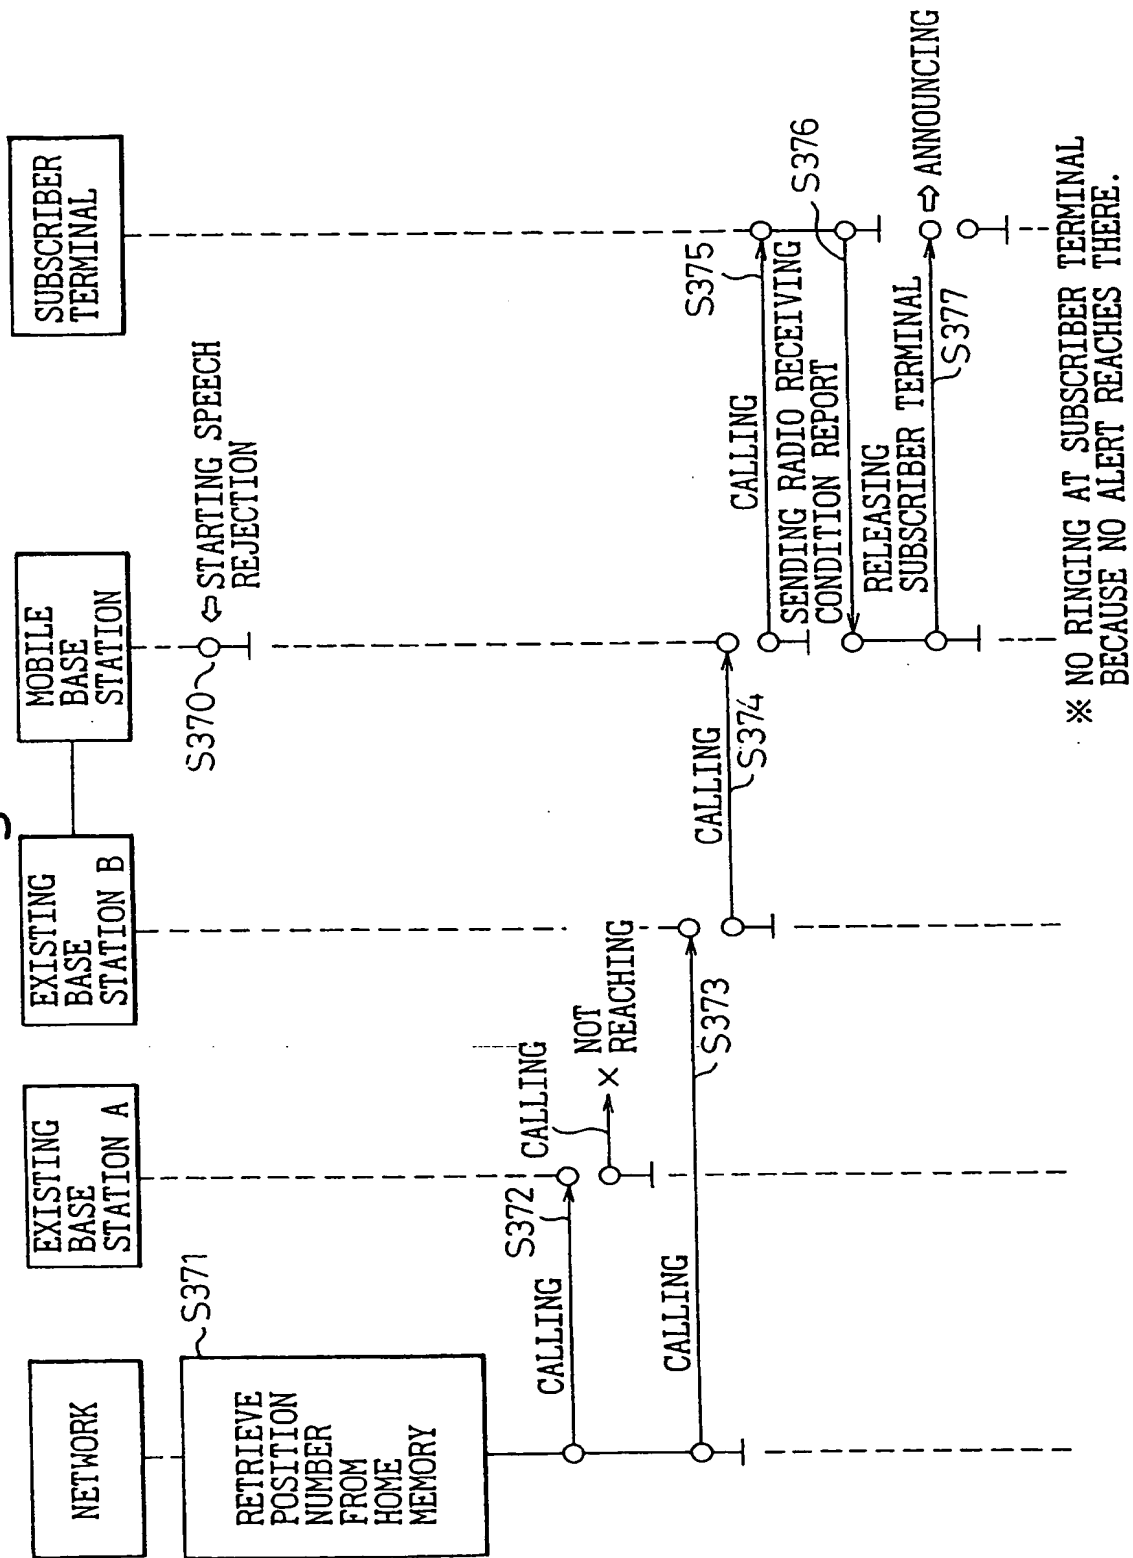 NETWORK
EXISTING
BASE
STATION A
EXISTING
BASE
STATION B
MOBILE
BASE
STATION
SUBSCRIBER
TERMINAL
S370
⇦ STARTING SPEECH
REJECTION
S371
RETRIEVE
POSITION
NUMBER
FROM
HOME
MEMORY
CALLING
S372
CALLING
× NOT
REACHING
CALLING
S373
CALLING
S374
CALLING
S375
SENDING RADIO RECEIVING
CONDITION REPORT
S376
RELEASING
SUBSCRIBER TERMINAL
S377
⇨ ANNOUNCING
※ NO RINGING AT SUBSCRIBER TERMINAL
BECAUSE NO ALERT REACHES THERE.